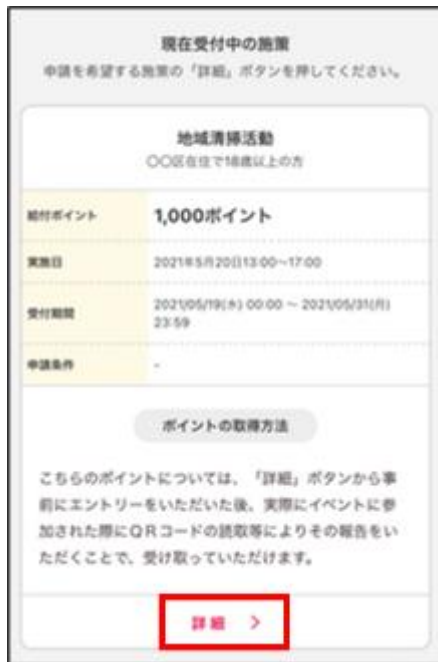 現在受付中の施策
申請を希望する施策の「詳細」ボタンを押してください。
地域清掃活動
〇〇区在住で18歳以上の方
給付ポイント 1,000ポイント
実施日 2021年5月20日13:00~17:00
受付期間 2021/05/19(水) 00:00 ~ 2021/05/31(月)
23:59
申請条件 -
ポイントの取得方法
こちらのポイントについては、「詳細」ボタンから事
前にエントリーをいただいた後、実際にイベントに参
加された際にQRコードの読取等によりその報告をい
ただくことで、受け取っていただけます。
詳細 >